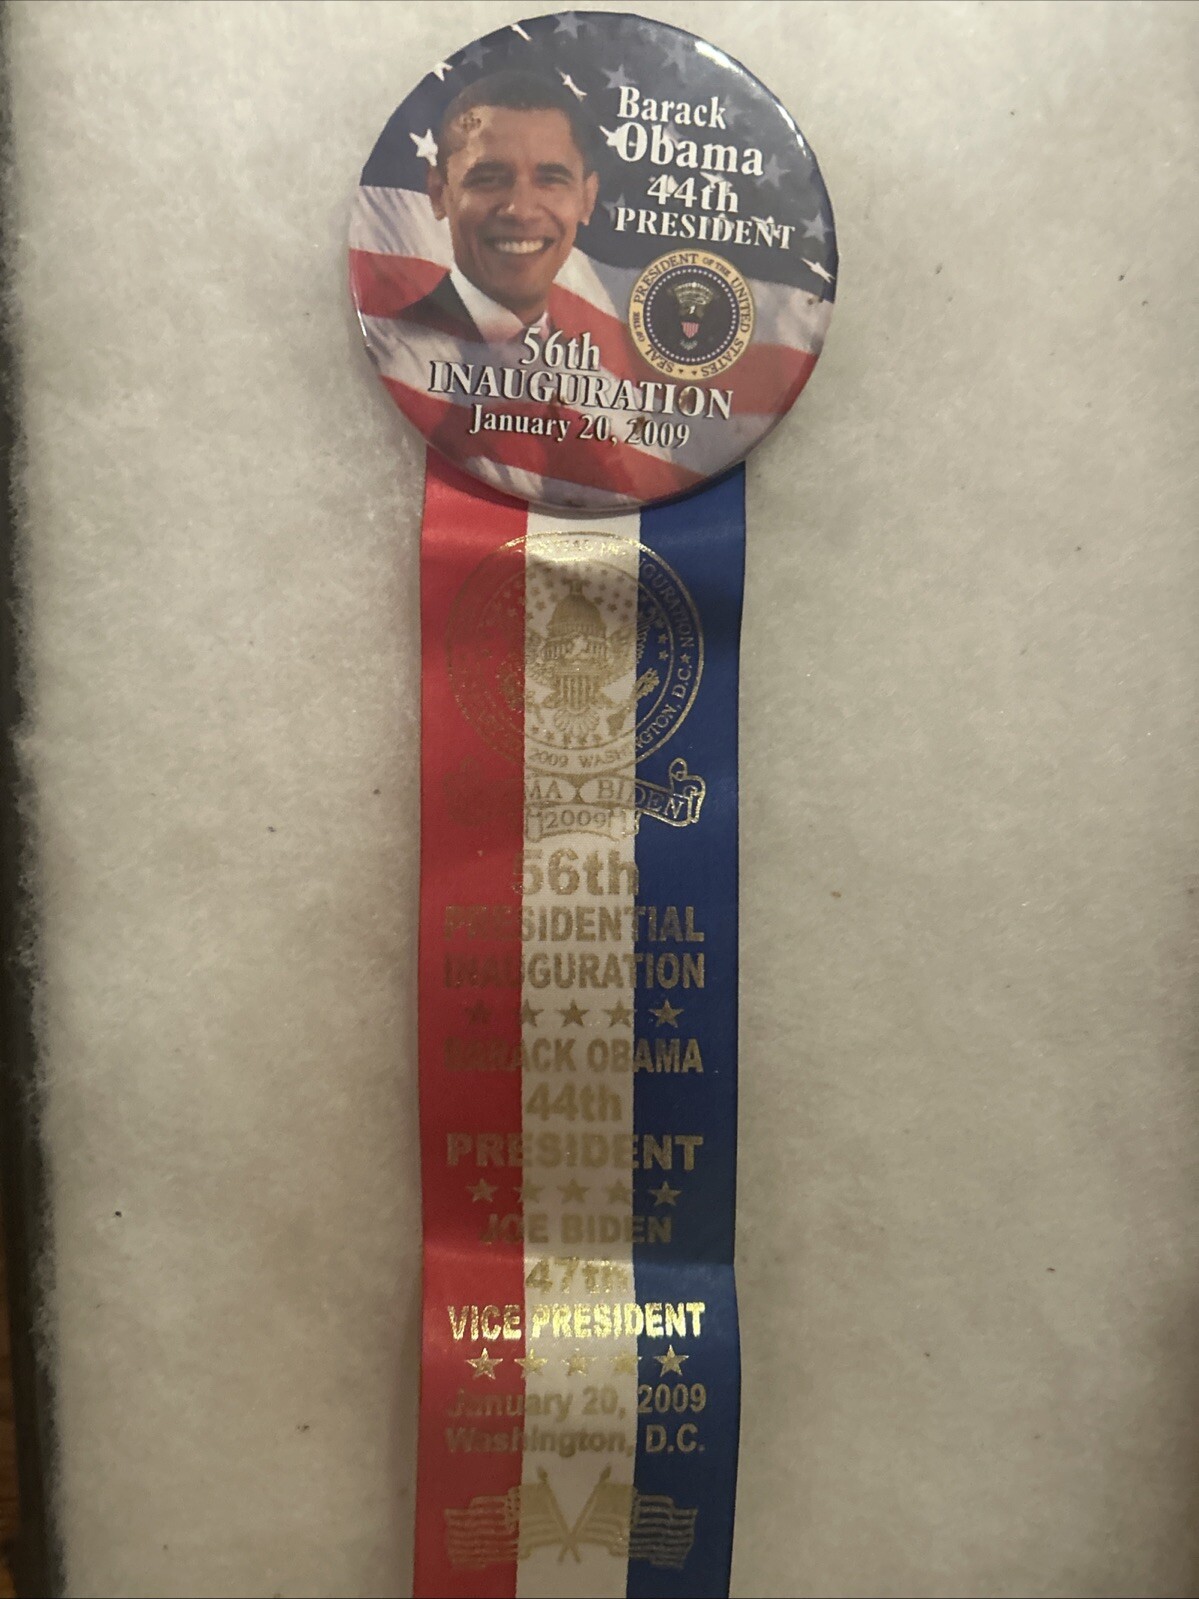 Barack
Obama
44th
PRESIDENT
SEAL OF THE PRESIDENT OF THE UNITED STATES
56th
INAUGURATION
January 20, 2009
INAUGURATION
2009 WASHINGTON, D.C.
BIDEN
2009
56th
PRESIDENTIAL
INAUGURATION
BARACK OBAMA
44th
PRESIDENT
JOE BIDEN
47th
VICE PRESIDENT
January 20, 2009
Washington, D.C.